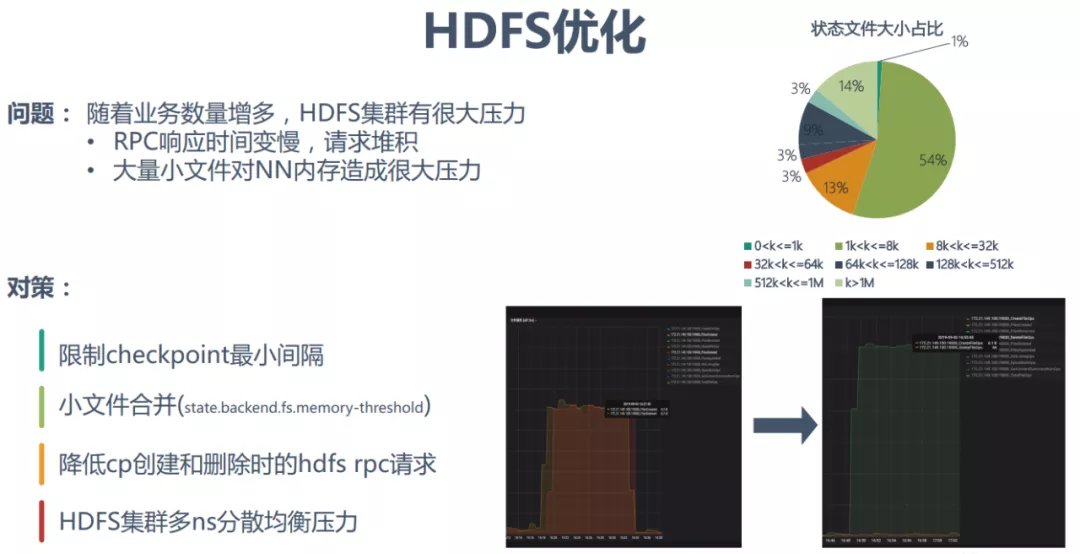 HDFS优化
问题： 随着业务数量增多，HDFS集群有很大压力
• RPC响应时间变慢，请求堆积
• 大量小文件对NN内存造成很大压力
状态文件大小占比
1%
54%
13%
3%
3%
9%
3%
14%
0<k<=1k
1k<k<=8k
8k<k<=32k
32k<k<=64k
64k<k<=128k
128k<k<=512k
512k<k<=1M
k>1M
对策：
限制checkpoint最小间隔
小文件合并(state.backend.fs.memory-threshold)
降低cp创建和删除时的hdfs rpc请求
HDFS集群多ns分散均衡压力